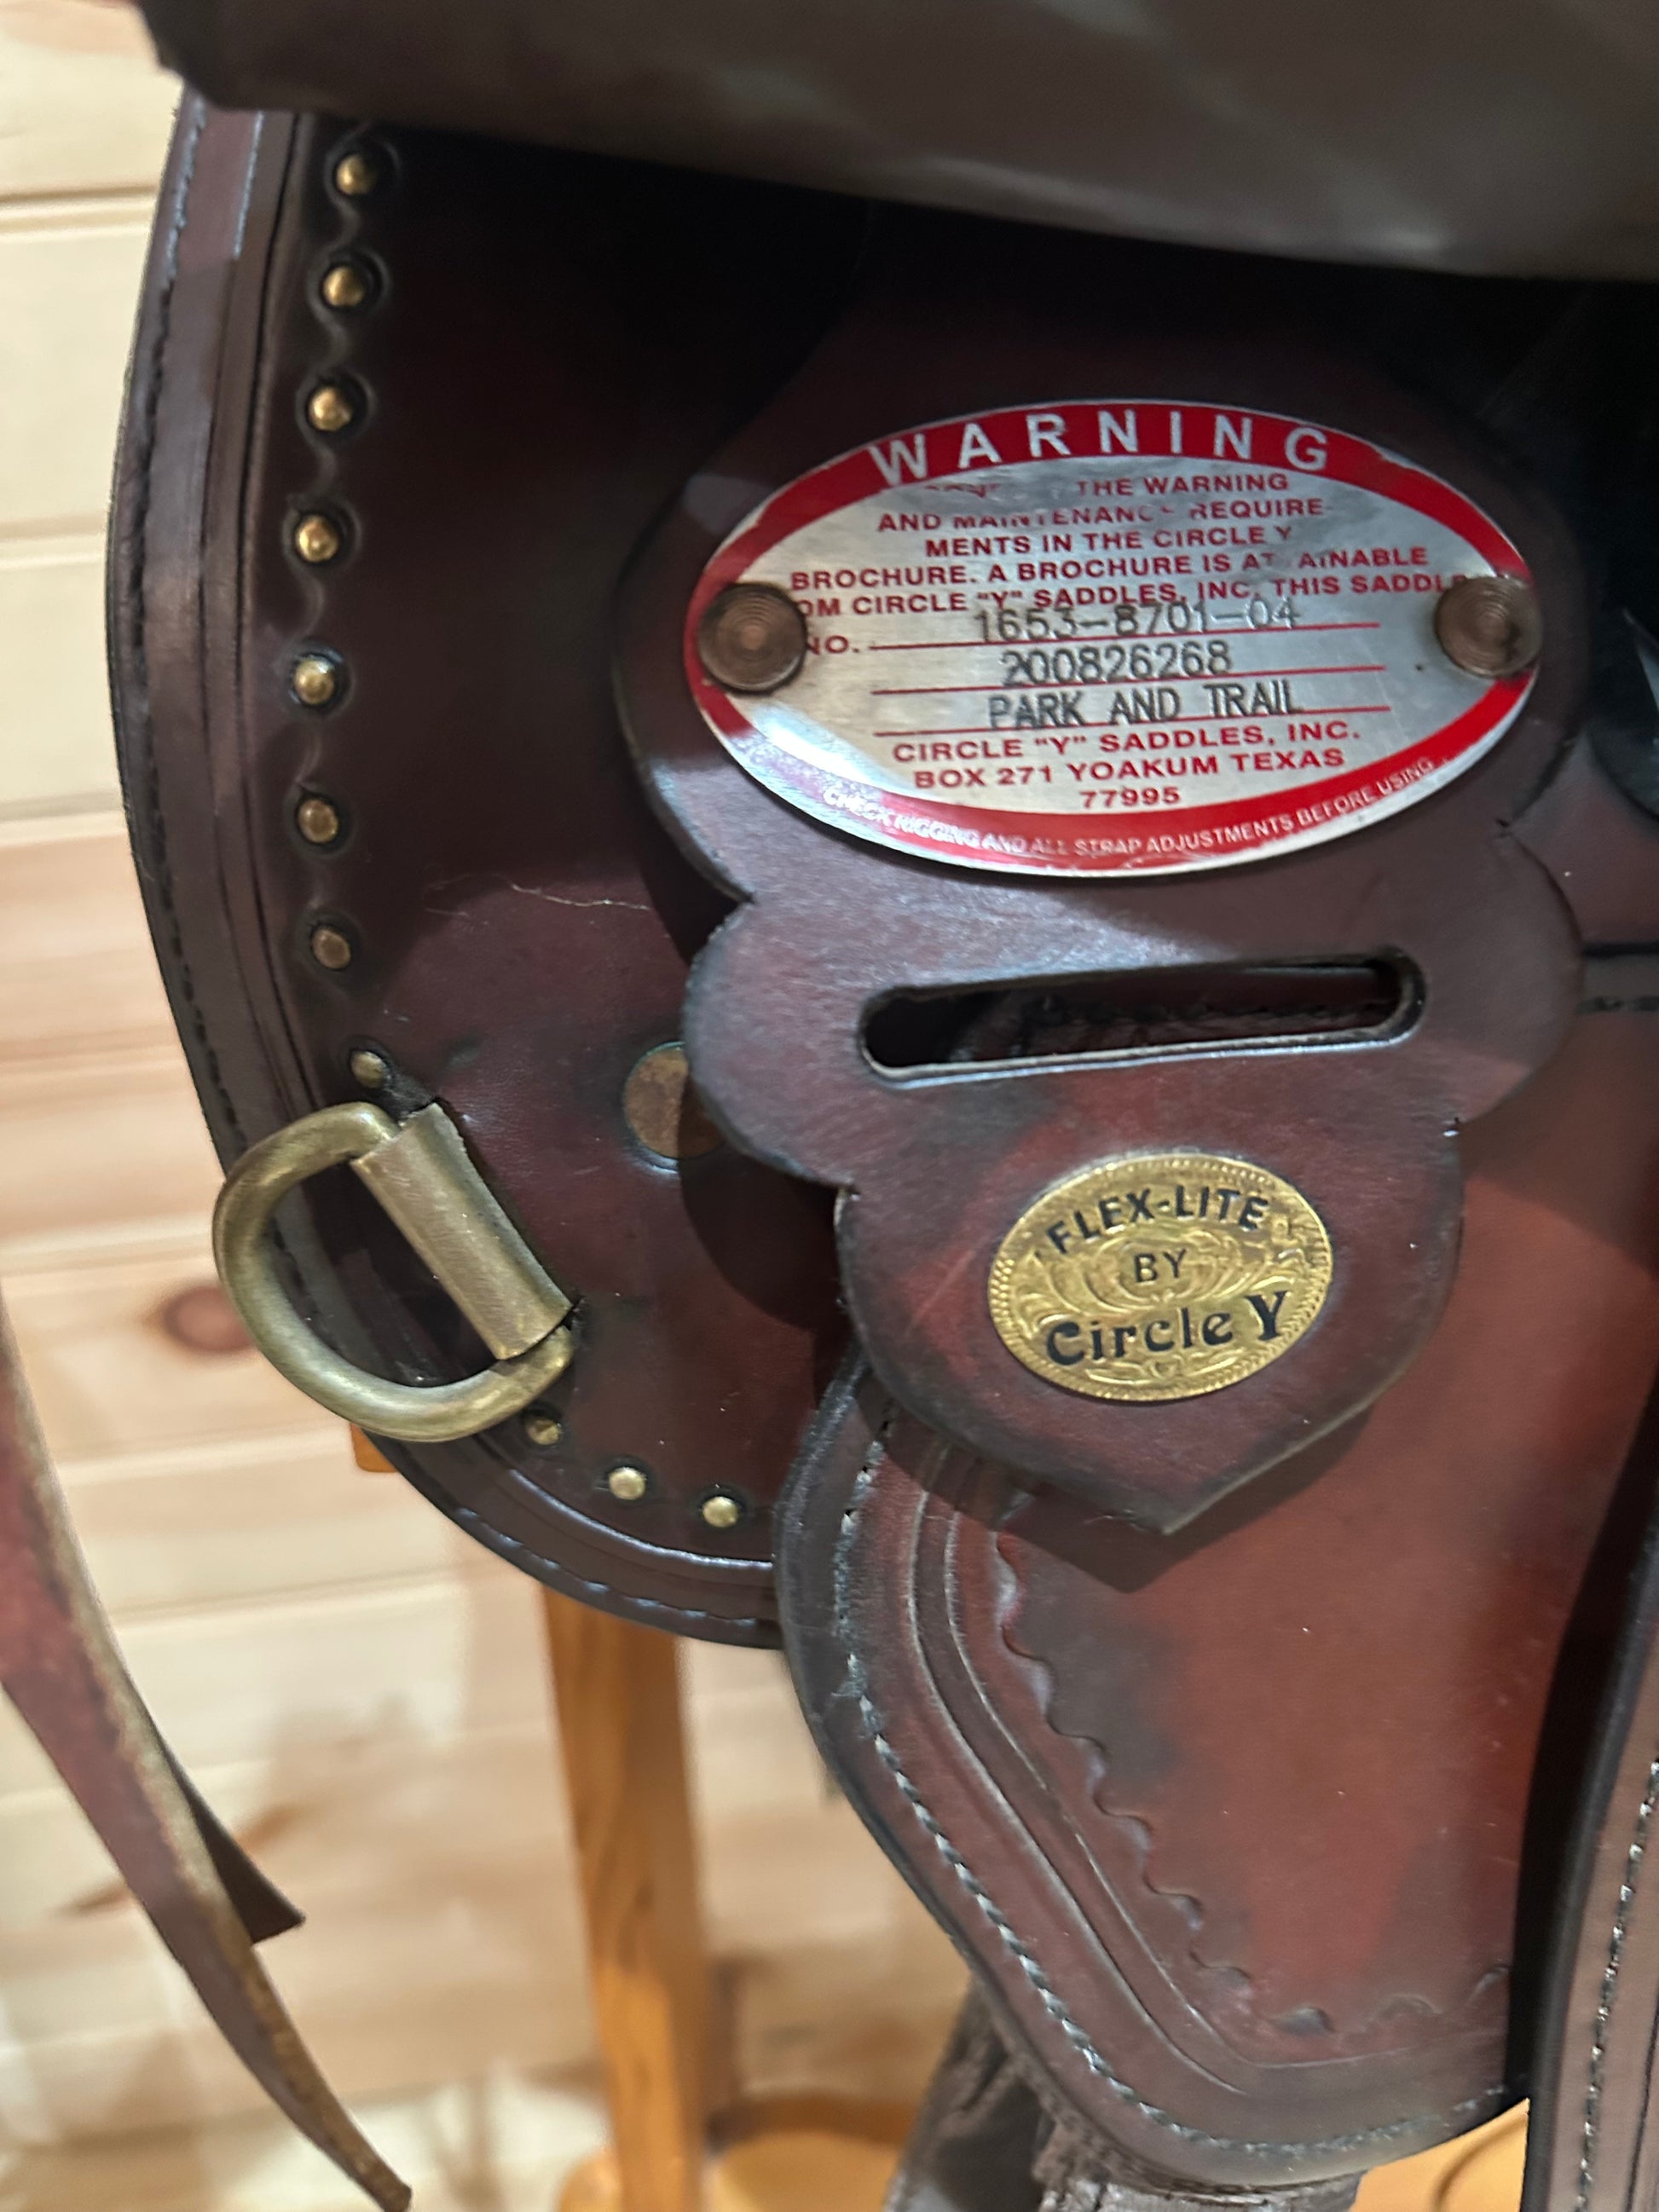 WARNING
THE WARNING
AND MAINTENANCE REQUIRE-
MENTS IN THE CIRCLE Y
BROCHURE. A BROCHURE IS AT AINABLE
OM CIRCLE "Y" SADDLES, INC. THIS SADDLE
NO. 1653-8701-04
200826268
PARK AND TRAIL
CIRCLE "Y" SADDLES, INC.
BOX 271 YOAKUM TEXAS
77995
CHECK RIGGING AND ALL STRAP ADJUSTMENTS BEFORE USING
FLEX-LITE
BY
Circle Y